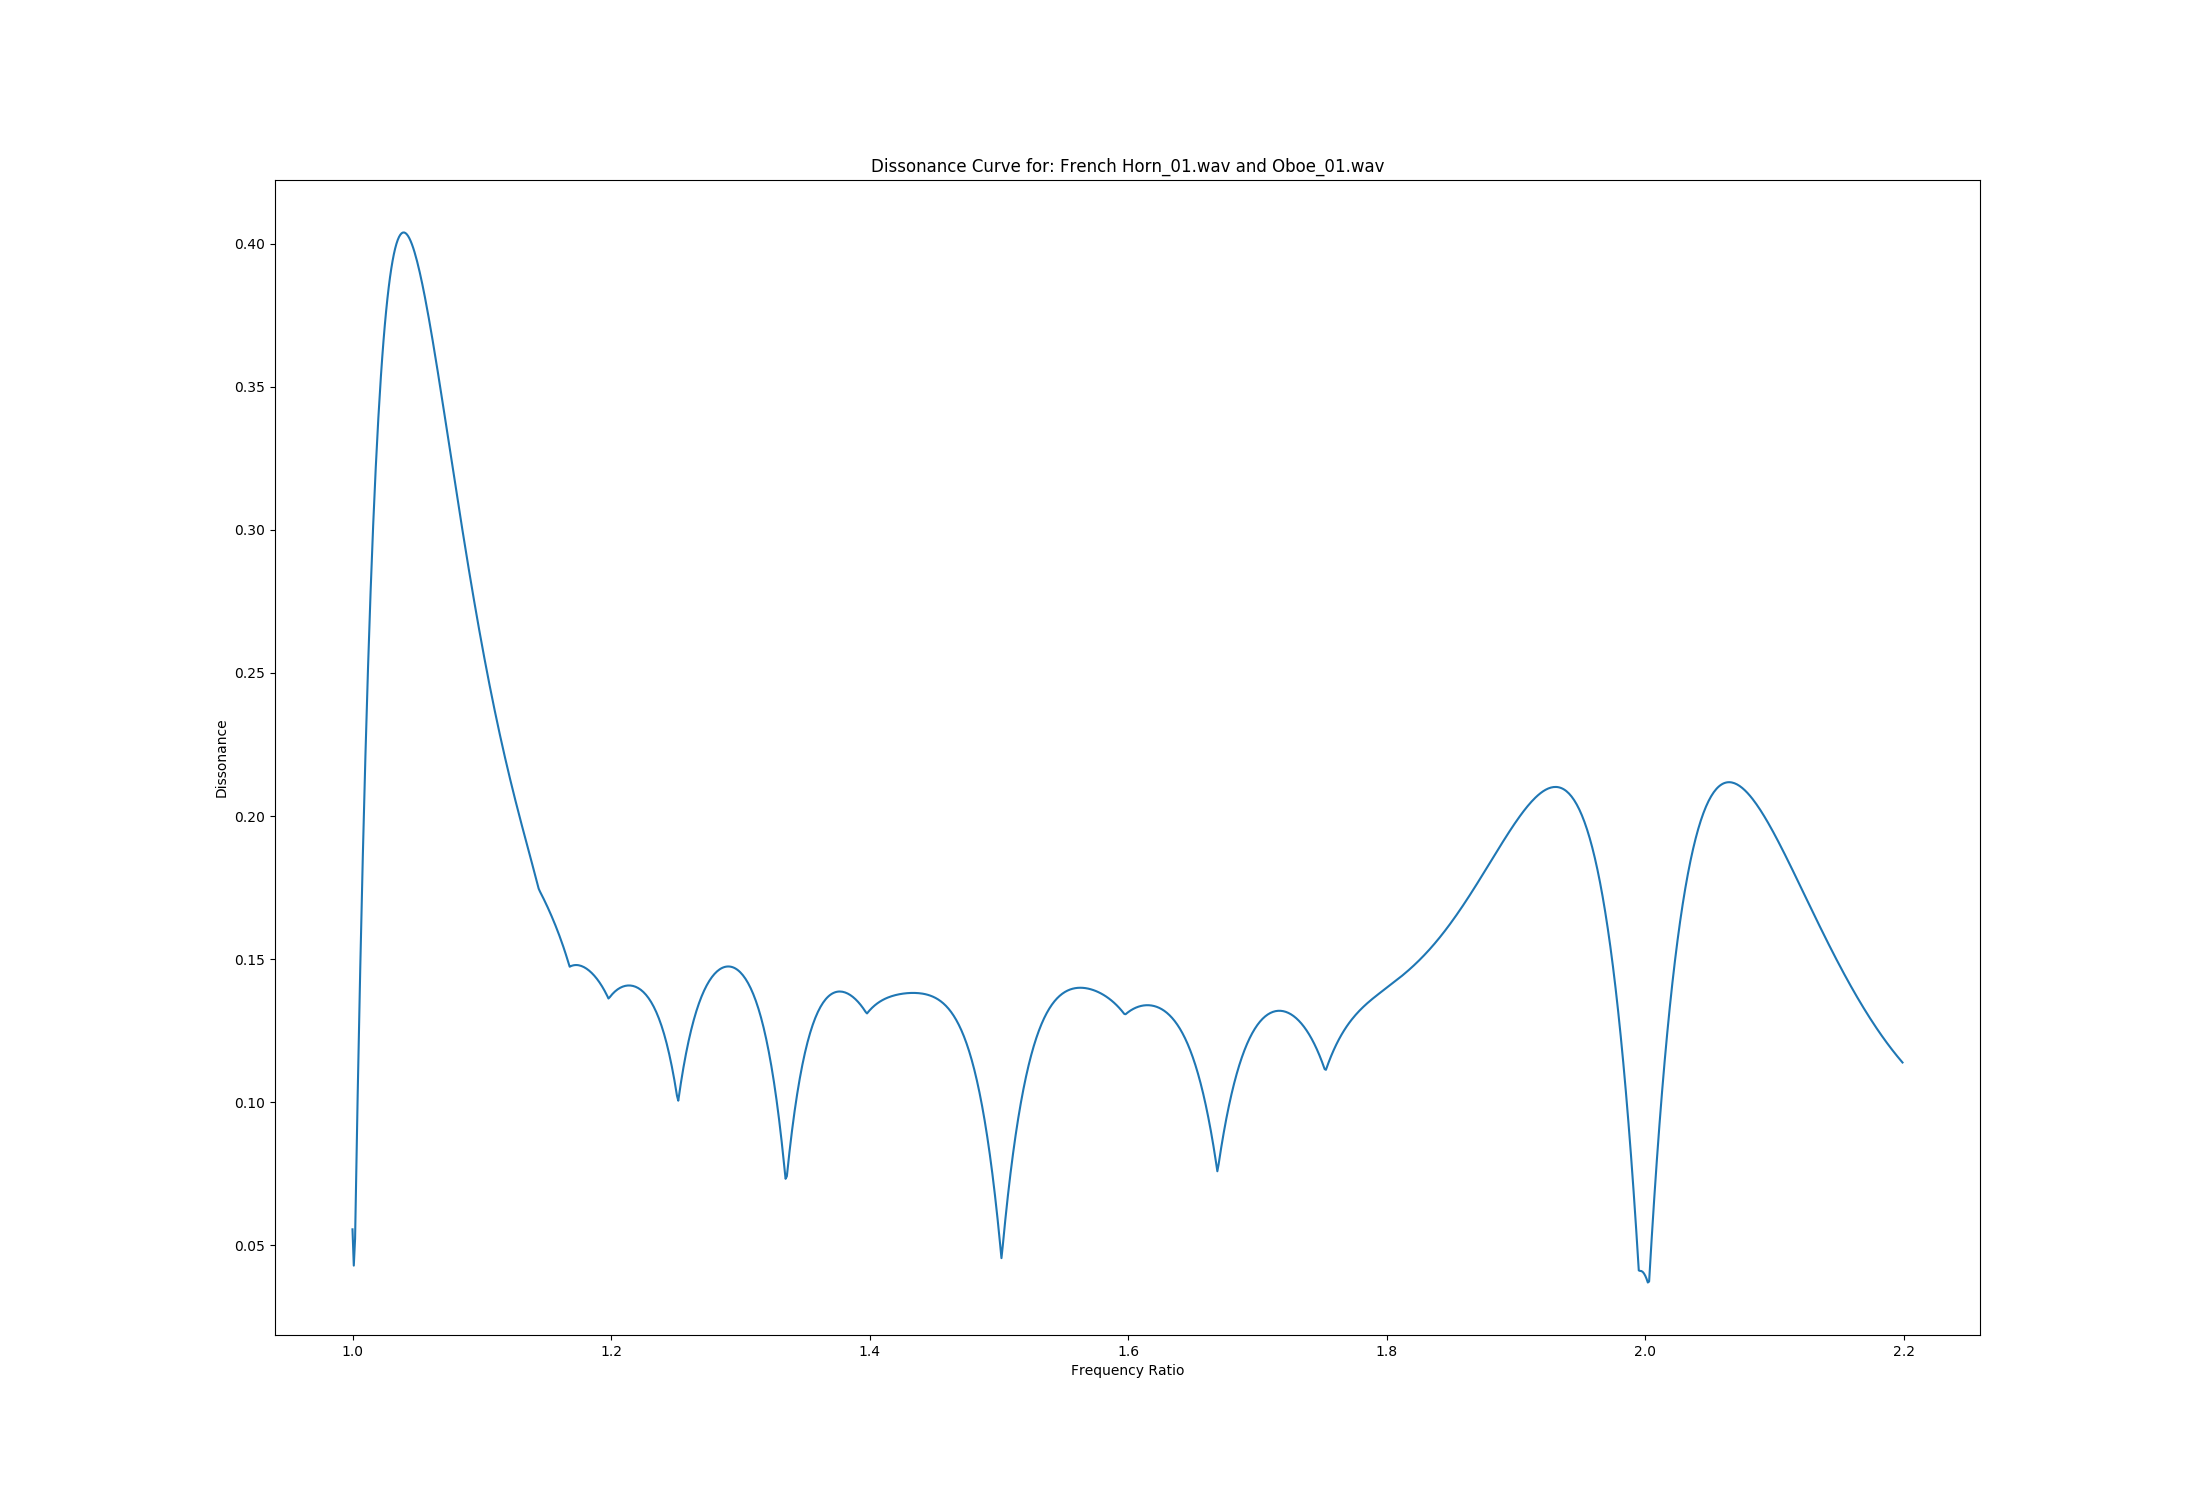 Dissonance Curve for: French Horn_01.wav and Oboe_01.wav
0.40
0.35
0.30
0.25
0.20
0.15
0.10
0.05
Dissonance
1.0 1.2 1.4 1.6 1.8 2.0 2.2
Frequency Ratio